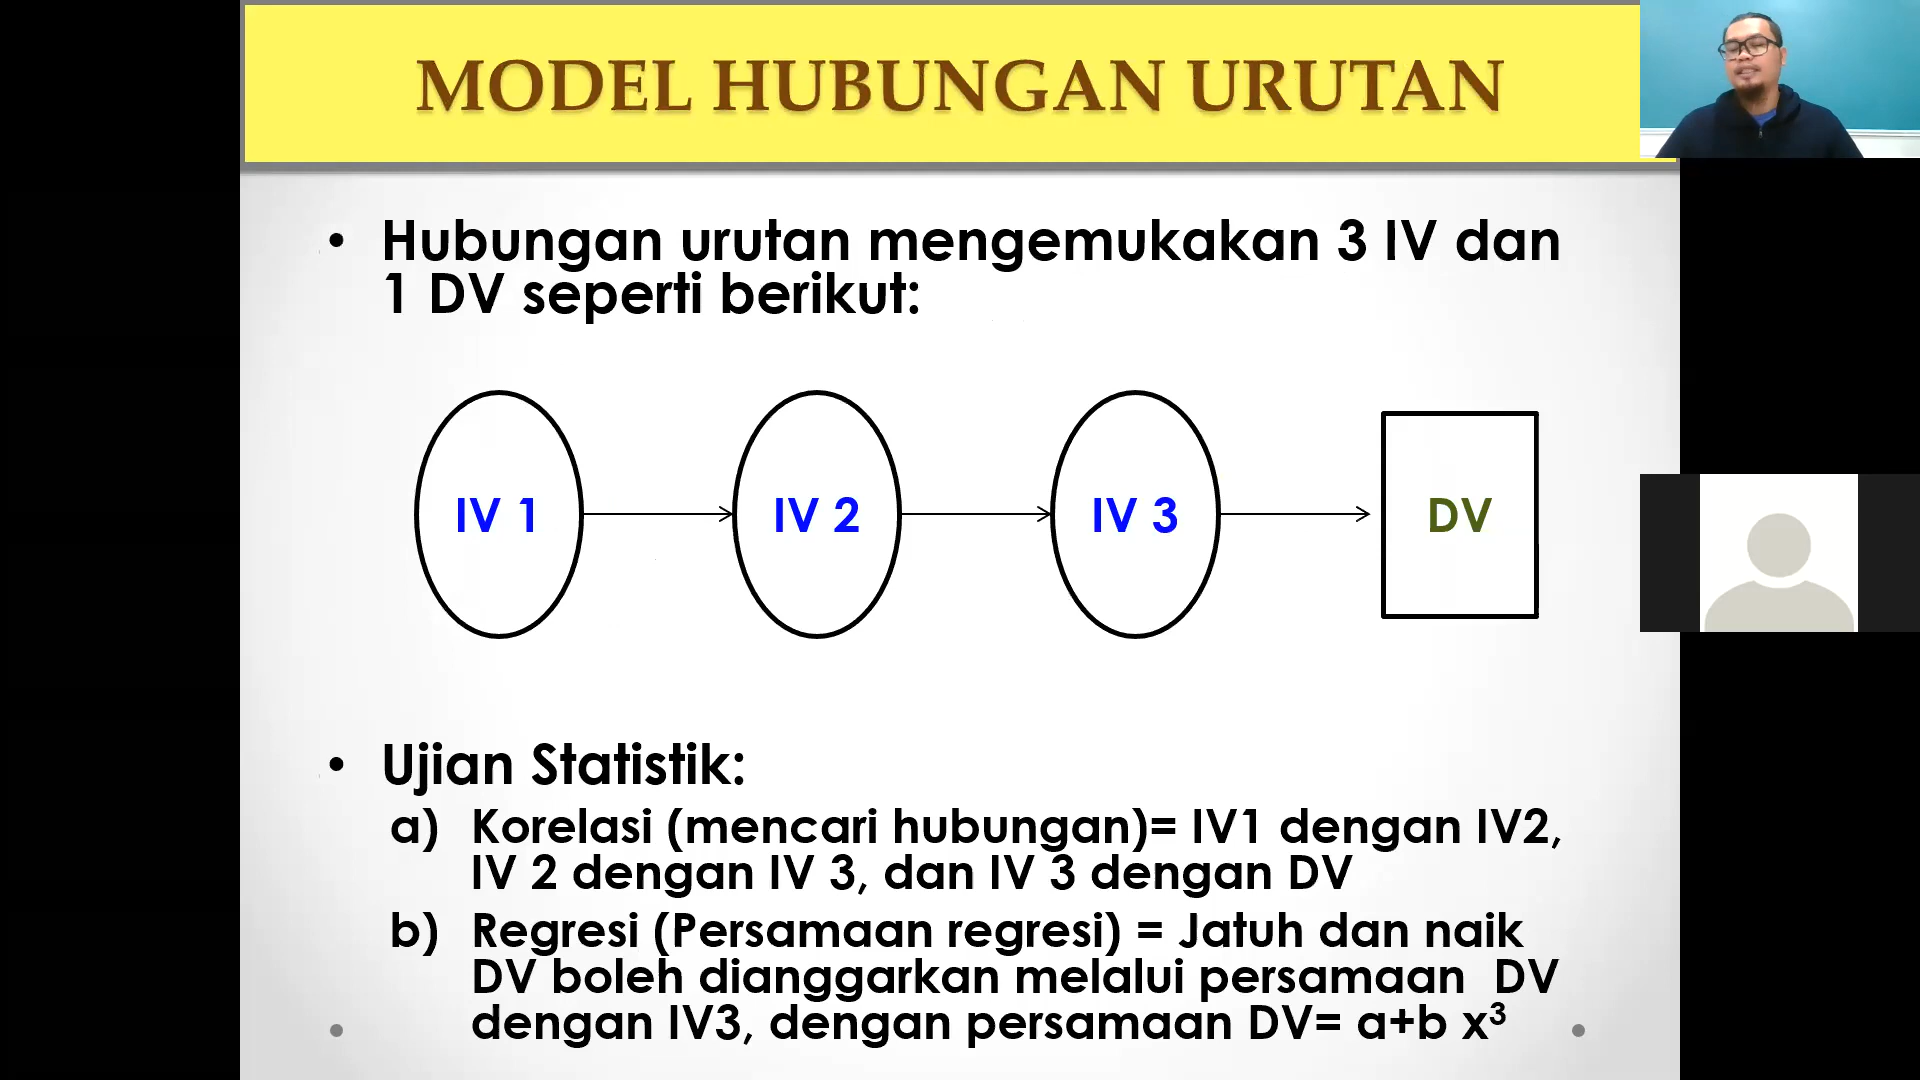 MODEL HUBUNGAN URUTAN
• Hubungan urutan mengemukakan 3 IV dan
1 DV seperti berikut:
IV 1
IV 2
IV 3
DV
• Ujian Statistik:
a) Korelasi (mencari hubungan)= IV1 dengan IV2,
IV 2 dengan IV 3, dan IV 3 dengan DV
b) Regresi (Persamaan regresi) = Jatuh dan naik
DV boleh dianggarkan melalui persamaan DV
dengan IV3, dengan persamaan DV= a+b x³